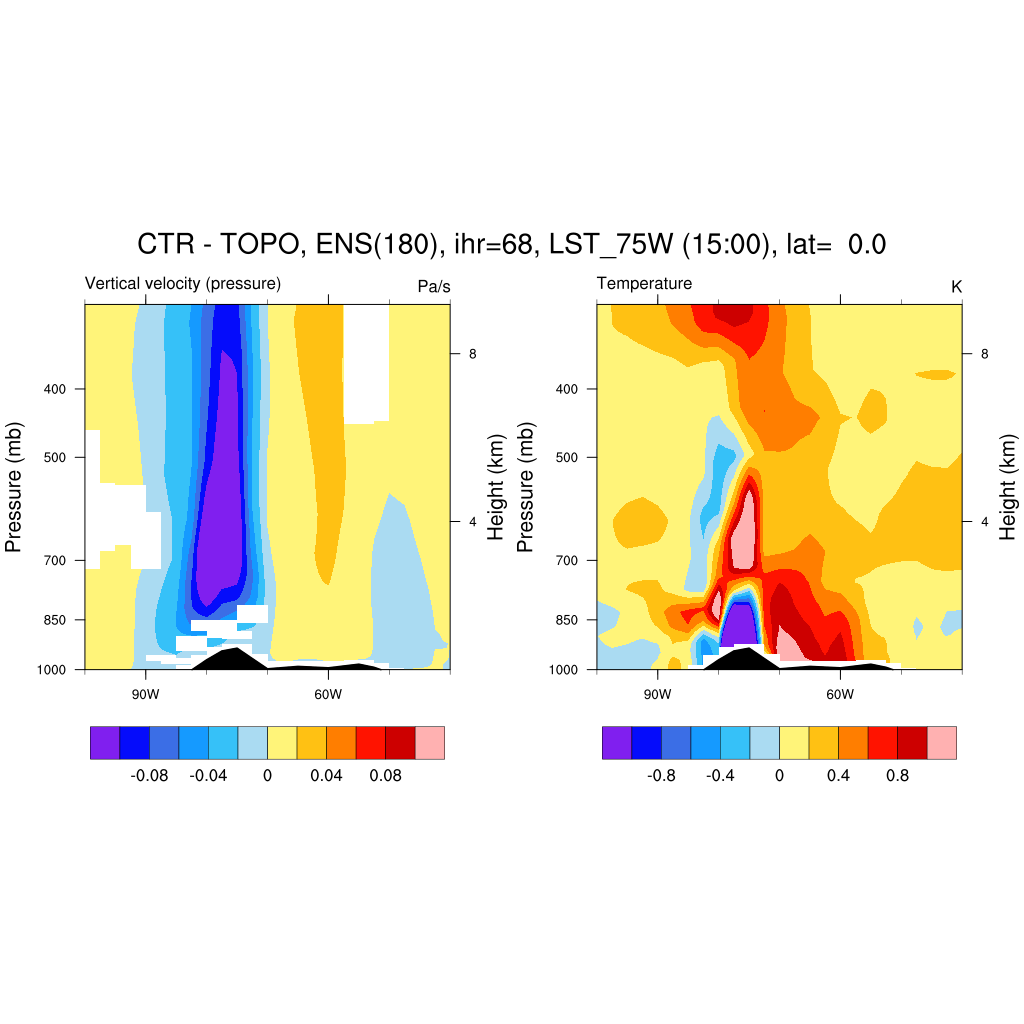 CTR - TOPO, ENS(180), ihr=68, LST_75W (15:00), lat=  0.0
Vertical velocity (pressure)
Pa/s
Pressure (mb)
400
500
700
850
1000
90W
60W
8
4
Height (km)
-0.08
-0.04
0
0.04
0.08
Temperature
K
Pressure (mb)
400
500
700
850
1000
90W
60W
8
4
Height (km)
-0.8
-0.4
0
0.4
0.8